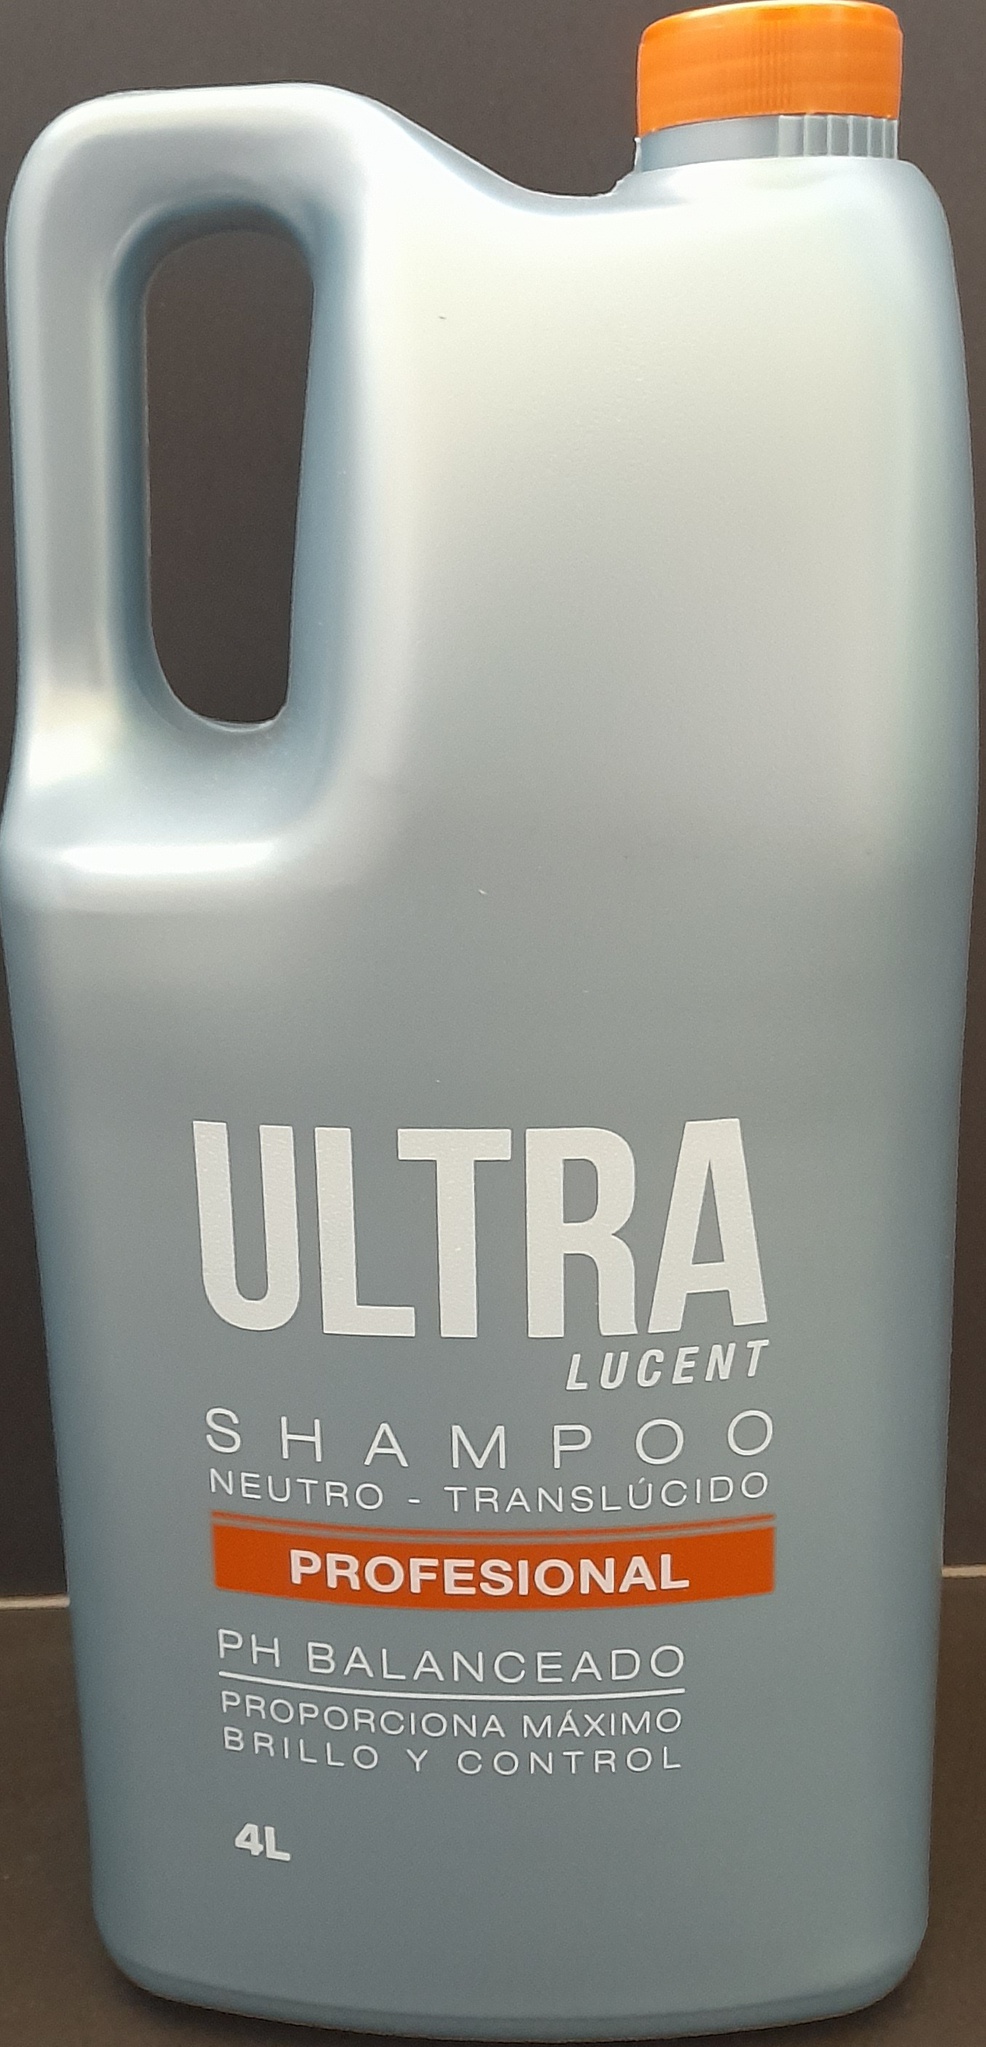 ULTRA
LUCENT
SHAMPOO
NEUTRO - TRANSLÚCIDO
PROFESIONAL
PH BALANCEADO
PROPORCIONA MÁXIMO
BRILLO Y CONTROL
4L